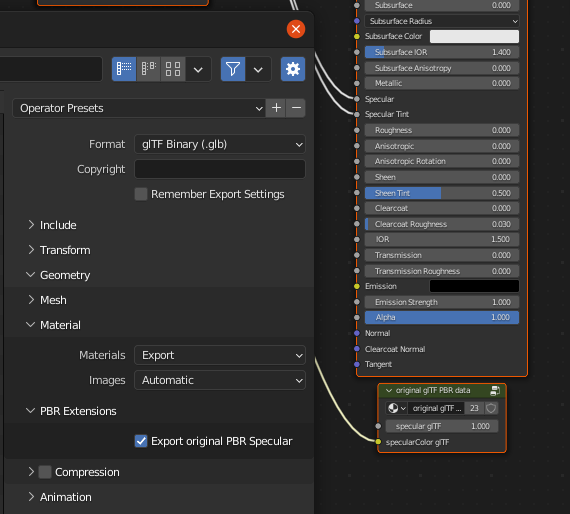 Operator Presets
Format
glTF Binary (.glb)
Copyright
Remember Export Settings
Include
Transform
Geometry
Mesh
Material
Materials
Export
Images
Automatic
PBR Extensions
Export original PBR Specular
Compression
Animation
Subsurface 0.000
Subsurface Radius
Subsurface Color
Subsurface IOR 1.400
Subsurface Anisotropy 0.000
Metallic 0.000
Specular
Specular Tint
Roughness 0.000
Anisotropic 0.000
Anisotropic Rotation 0.000
Sheen 0.000
Sheen Tint 0.500
Clearcoat 0.000
Clearcoat Roughness 0.030
IOR 1.500
Transmission 0.000
Transmission Roughness 0.000
Emission
Emission Strength 1.000
Alpha 1.000
Normal
Clearcoat Normal
Tangent
original glTF PBR data
original glTF ... 23
specular glTF 1.000
specularColor glTF